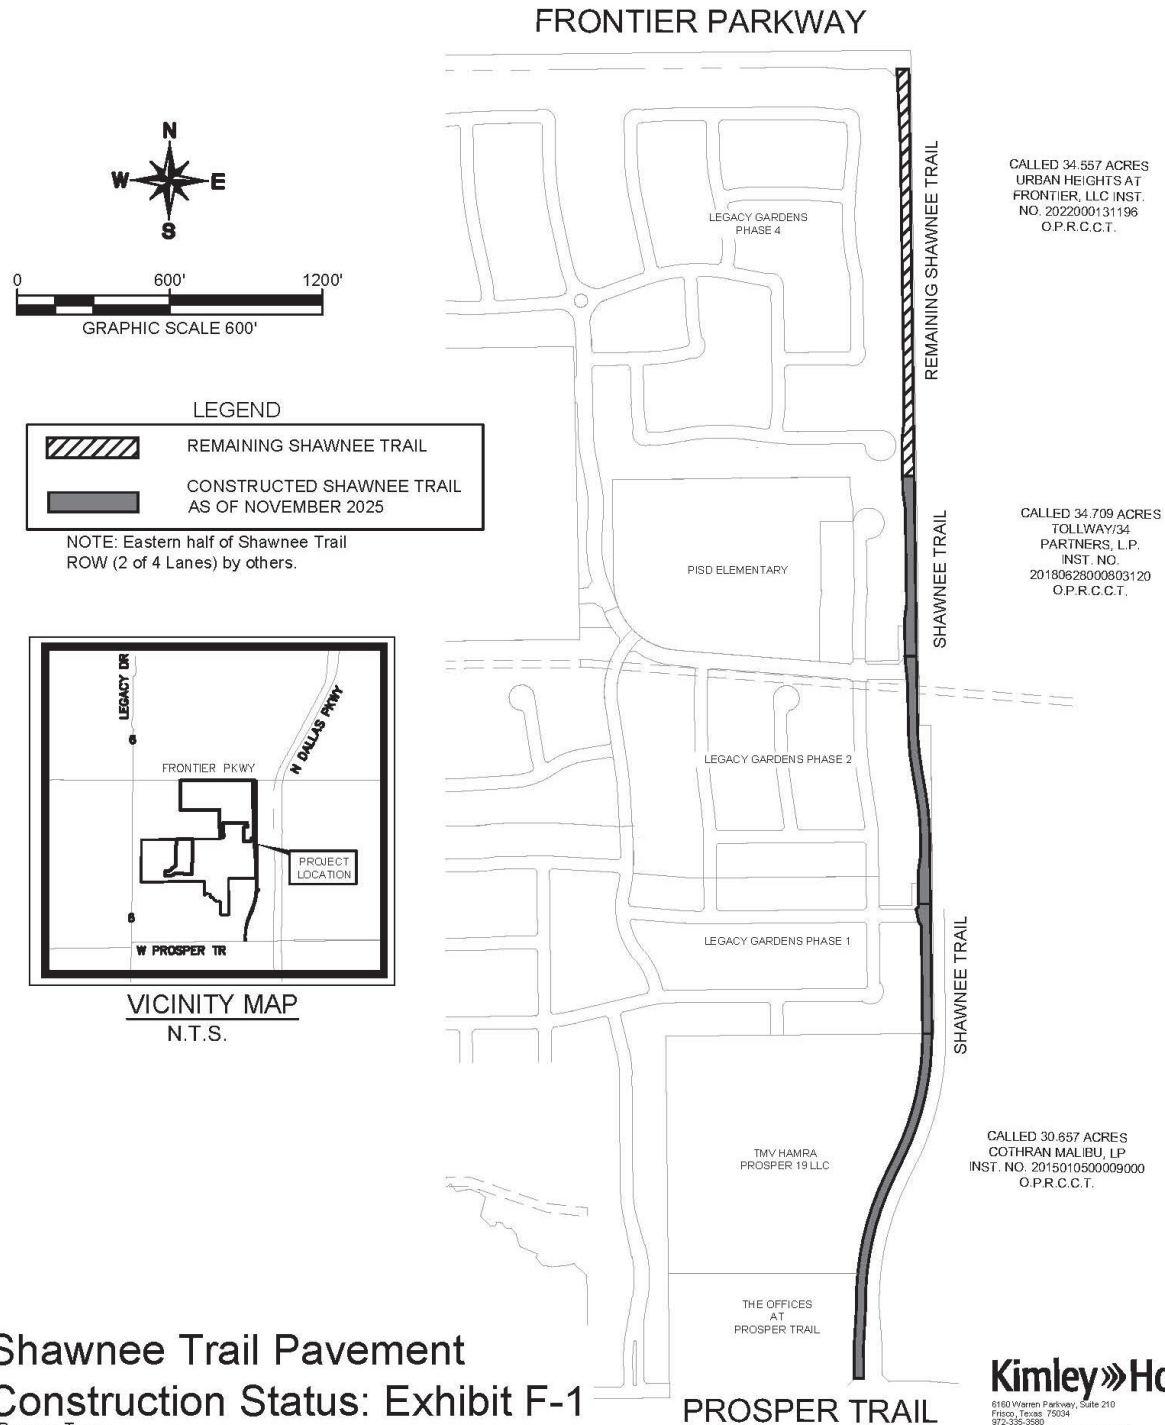 FRONTIER PARKWAY
N
W E
S
0 600' 1200'
GRAPHIC SCALE 600'
LEGEND
REMAINING SHAWNEE TRAIL
CONSTRUCTED SHAWNEE TRAIL
AS OF NOVEMBER 2025
NOTE: Eastern half of Shawnee Trail
ROW (2 of 4 Lanes) by others.
LEGACY DR
6
N DALLAS PKWY
FRONTIER PKWY
PROJECT
LOCATION
6
W PROSPER TR
VICINITY MAP
N.T.S.
LEGACY GARDENS
PHASE 4
REMAINING SHAWNEE TRAIL
CALLED 34.557 ACRES
URBAN HEIGHTS AT
FRONTIER, LLC INST.
NO. 2022000131196
O.P.R.C.C.T.
PISD ELEMENTARY
SHAWNEE TRAIL
CALLED 34.709 ACRES
TOLLWAY/34
PARTNERS, L.P.
INST. NO.
20180628000803120
O.P.R.C.C.T.
LEGACY GARDENS PHASE 2
LEGACY GARDENS PHASE 1
SHAWNEE TRAIL
TMV HAMRA
PROSPER 19 LLC
CALLED 30.657 ACRES
COTHRAN MALIBU, LP
INST. NO. 2015010500009000
O.P.R.C.C.T.
THE OFFICES
AT
PROSPER TRAIL
PROSPER TRAIL
Shawnee Trail Pavement
Construction Status: Exhibit F-1
Kimley»Ho
6160 Warren Parkway, Suite 210
Frisco, Texas 75034
972-335-3580